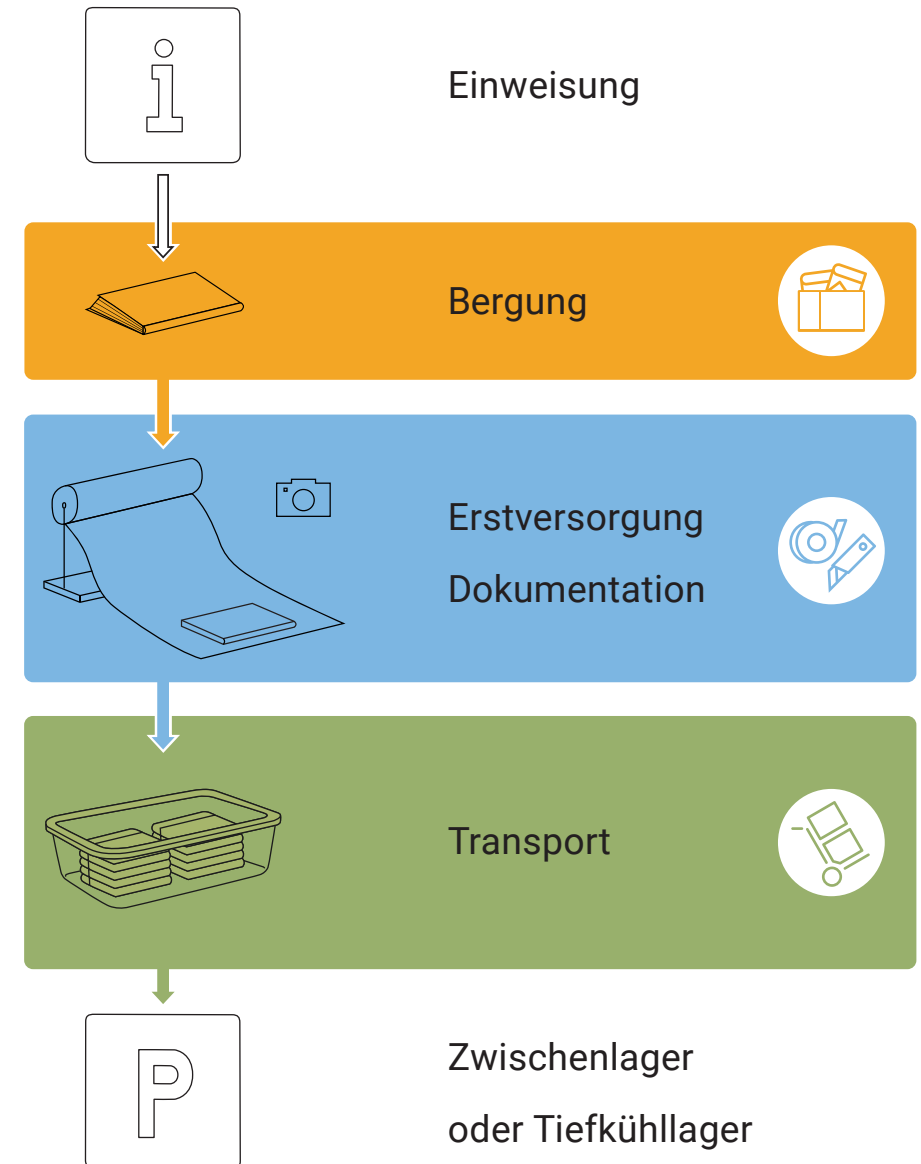 i
Einweisung
Bergung
Erstversorgung
Dokumentation
Transport
P
Zwischenlager
oder Tiefkühllager